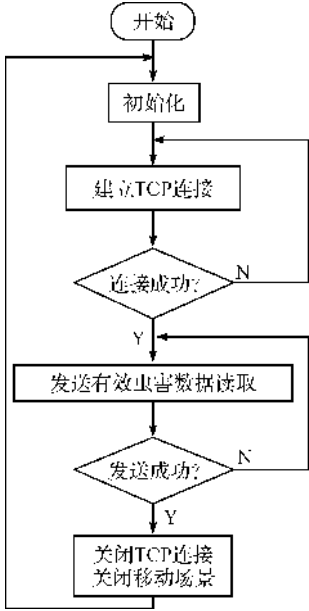 开始
初始化
建立TCP连接
连接成功?
N
Y
发送有效虫害数据读取
发送成功?
N
Y
关闭TCP连接
关闭移动场景